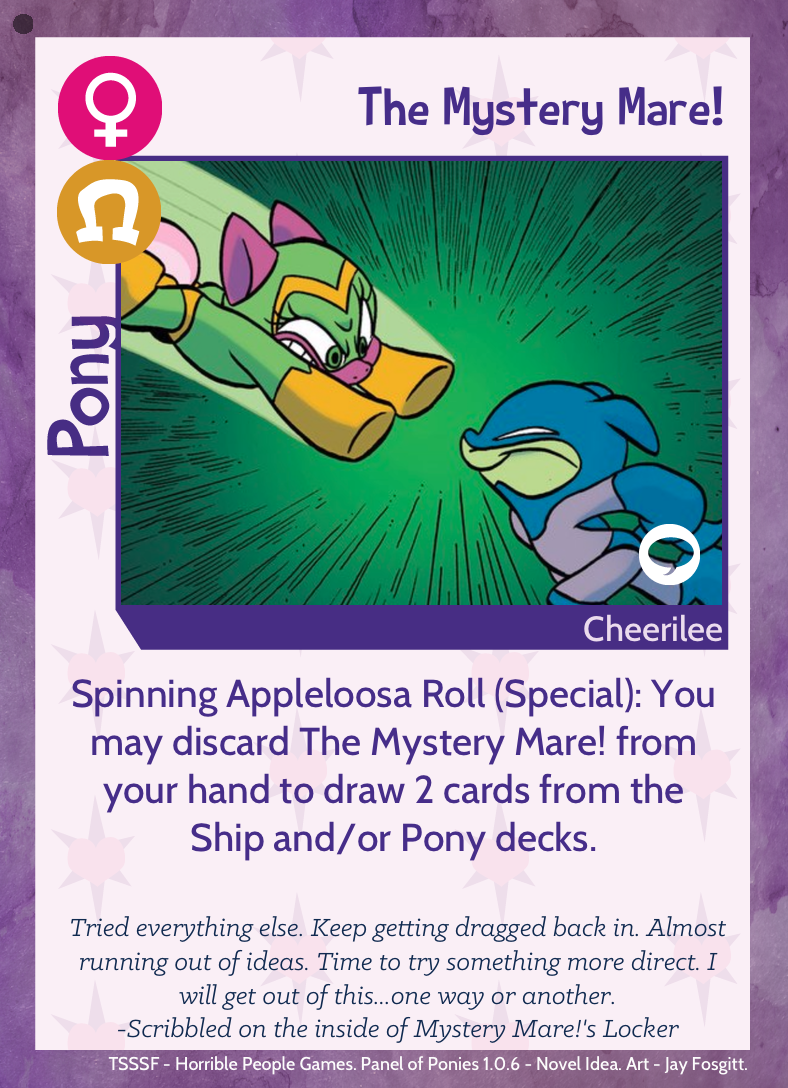 The Mystery Mare!
Pony
Cheerilee
Spinning Appleloosa Roll (Special): You
may discard The Mystery Mare! from
your hand to draw 2 cards from the
Ship and/or Pony decks.
Tried everything else. Keep getting dragged back in. Almost
running out of ideas. Time to try something more direct. I
will get out of this...one way or another.
-Scribbled on the inside of Mystery Mare!'s Locker
TSSSF - Horrible People Games. Panel of Ponies 1.0.6 - Novel Idea. Art - Jay Fosgitt.